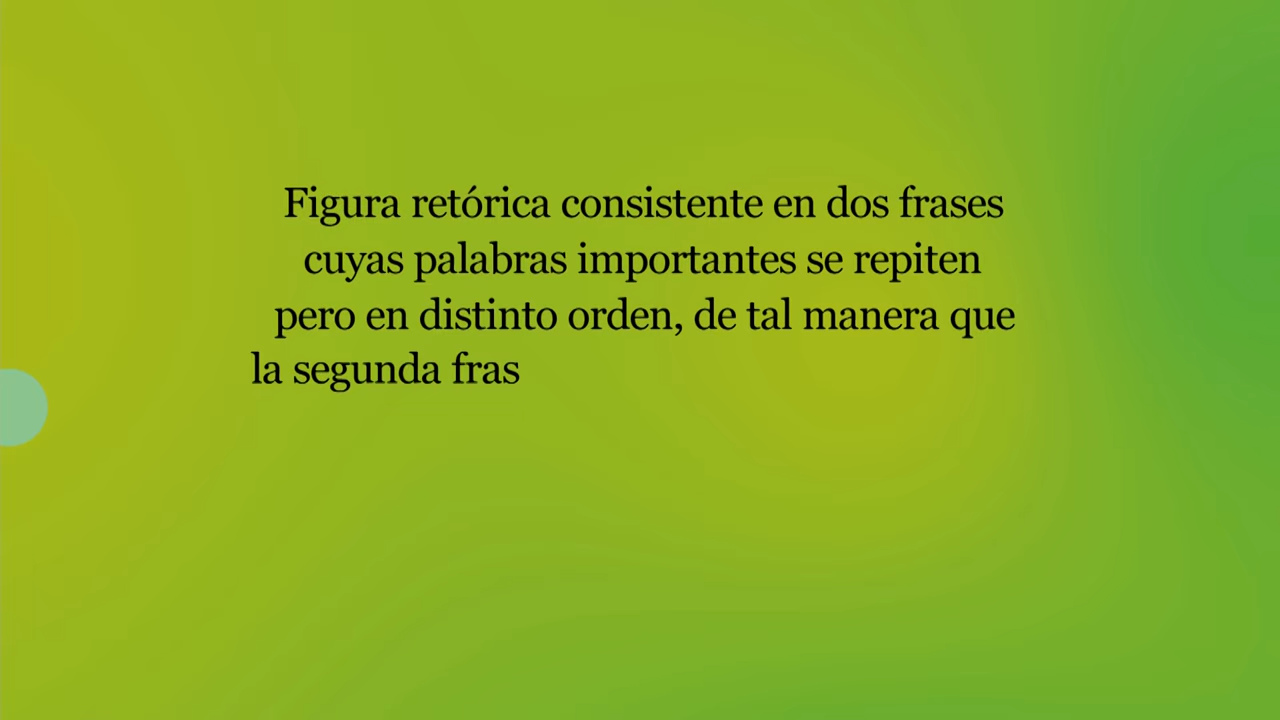 Figura retórica consistente en dos frases
cuyas palabras importantes se repiten
pero en distinto orden, de tal manera que
la segunda fras